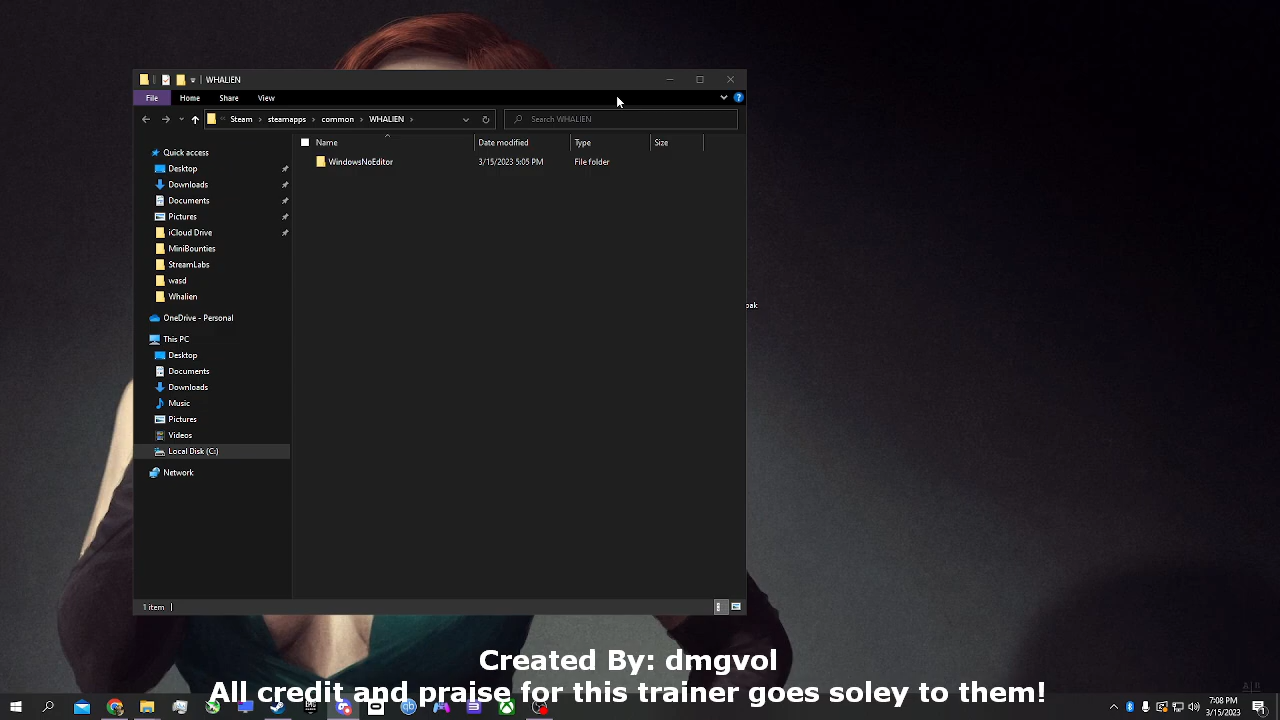 WHALIEN
File Home Share View
Steam steamapps common WHALIEN
Search WHALIEN
Name Date modified Type Size
WindowsNoEditor 3/15/2023 5:05 PM File folder
Quick access
Desktop
Downloads
Documents
Pictures
iCloud Drive
MiniBounties
StreamLabs
wasd
Whalien
OneDrive - Personal
This PC
Desktop
Documents
Downloads
Music
Pictures
Videos
Local Disk (C:)
Network
pak
1 item
Created By: dmgvol
All credit and praise for this trainer goes soley to them!
7:08 PM
3/15/2023